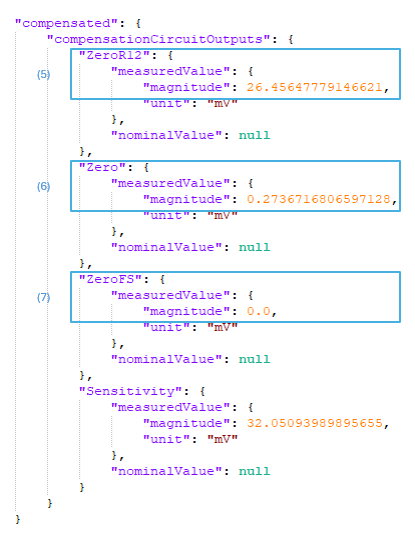 "compensated": {
"compensationCircuitOutputs": {
"ZeroR12": {
(5) "measuredValue": {
"magnitude": 26.45647779146621,
"unit": "mV"
},
"nominalValue": null
},
"Zero": {
(6) "measuredValue": {
"magnitude": 0.2736716806597128,
"unit": "mV"
},
"nominalValue": null
},
"ZeroFS": {
(7) "measuredValue": {
"magnitude": 0.0,
"unit": "mV"
},
"nominalValue": null
},
"Sensitivity": {
"measuredValue": {
"magnitude": 32.05093989895655,
"unit": "mV"
},
"nominalValue": null
}
}
}